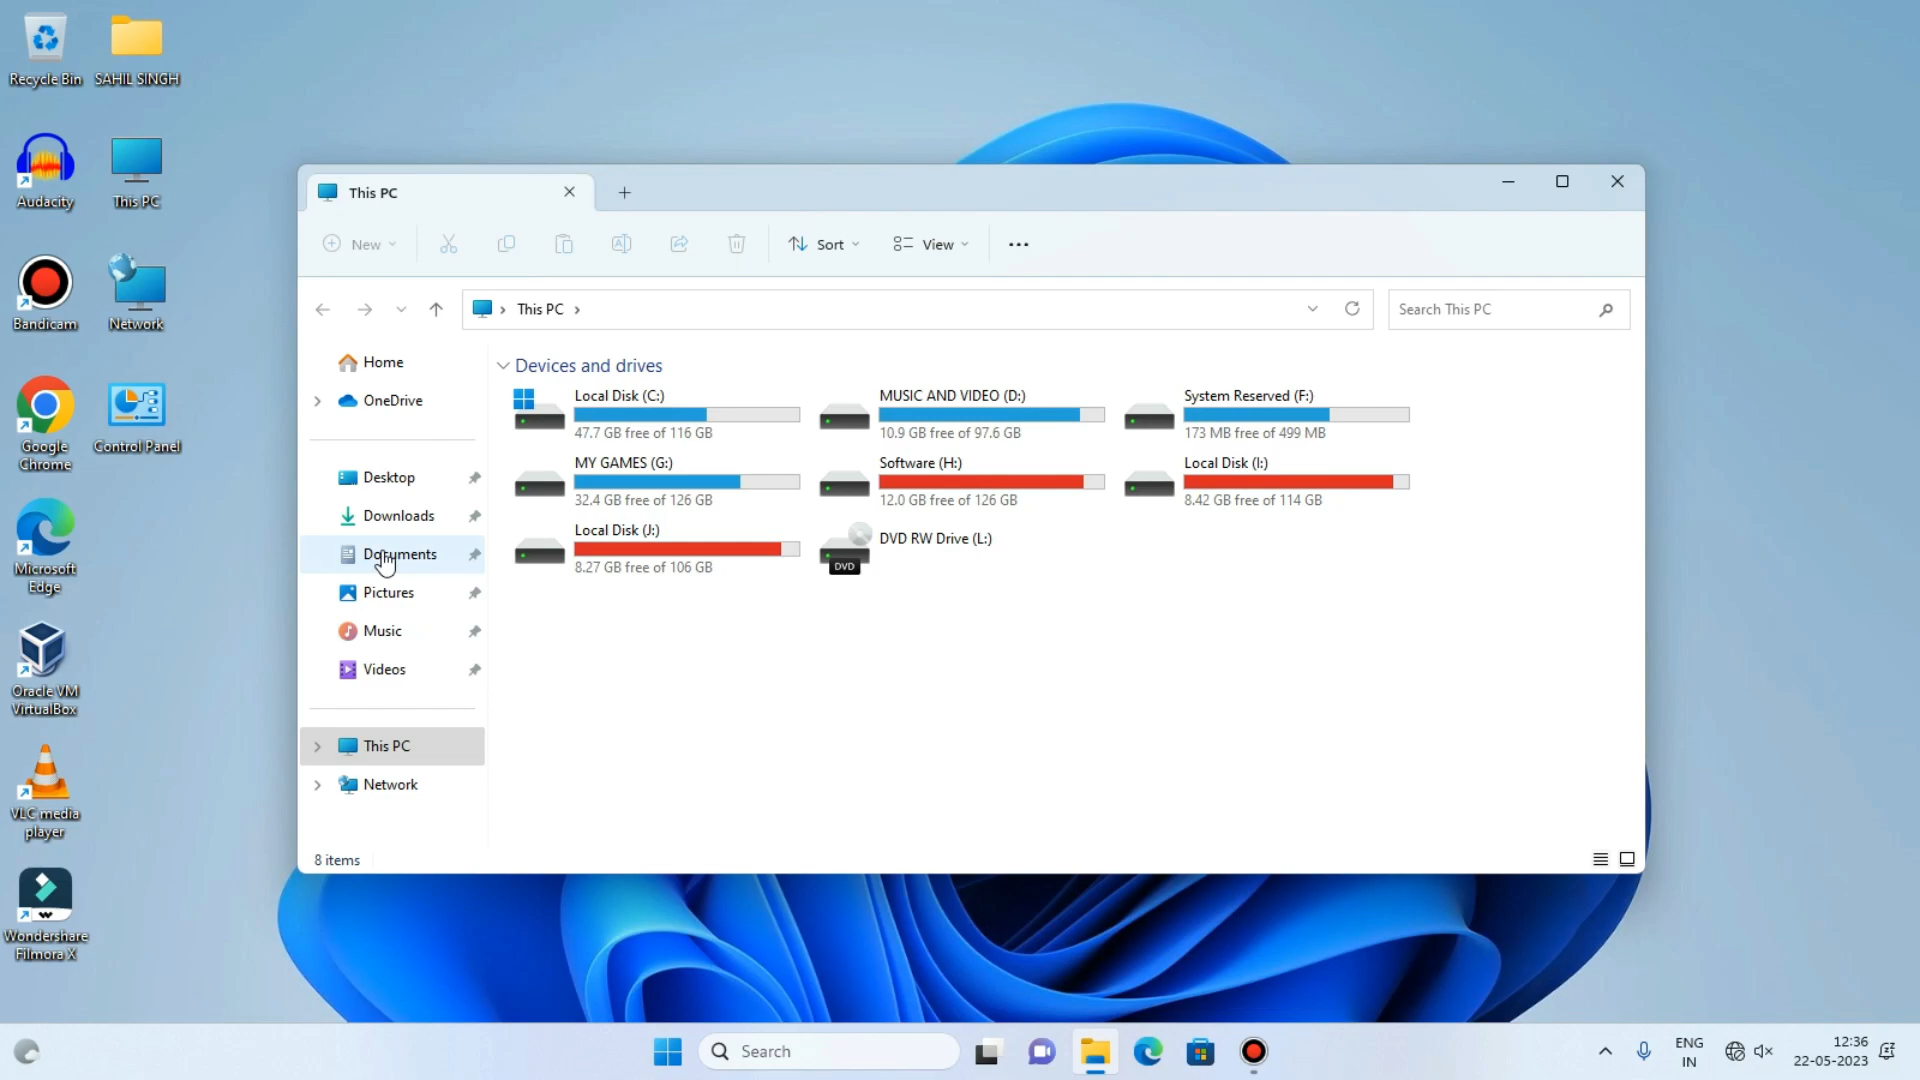 Recycle Bin
SAHIL SINGH
Audacity
This PC
Bandicam
Network
Google
Chrome
Control Panel
Microsoft
Edge
Oracle VM
VirtualBox
VLC media
player
Wondershare
Filmora X
This PC
New
Sort
View
This PC
Search This PC
Home
OneDrive
Desktop
Downloads
Documents
Pictures
Music
Videos
This PC
Network
Devices and drives
Local Disk (C:)
47.7 GB free of 116 GB
MUSIC AND VIDEO (D:)
10.9 GB free of 97.6 GB
System Reserved (F:)
173 MB free of 499 MB
MY GAMES (G:)
32.4 GB free of 126 GB
Software (H:)
12.0 GB free of 126 GB
Local Disk (I:)
8.42 GB free of 114 GB
Local Disk (J:)
8.27 GB free of 106 GB
DVD RW Drive (L:)
DVD
8 items
Search
ENG
IN
12:36
22-05-2023